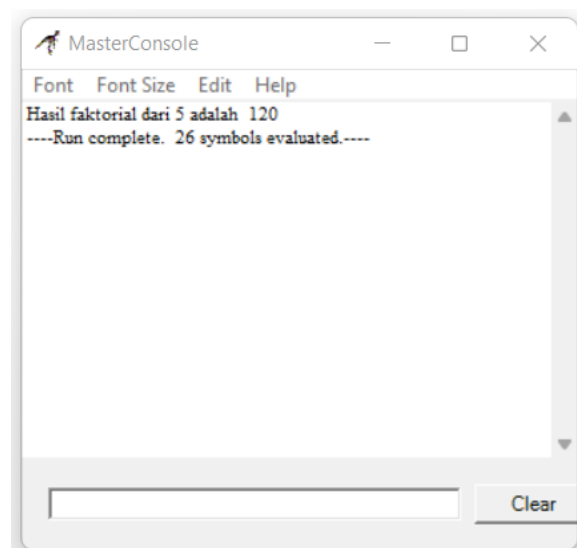 MasterConsole
Font Font Size Edit Help
Hasil faktorial dari 5 adalah 120
----Run complete. 26 symbols evaluated.----
Clear